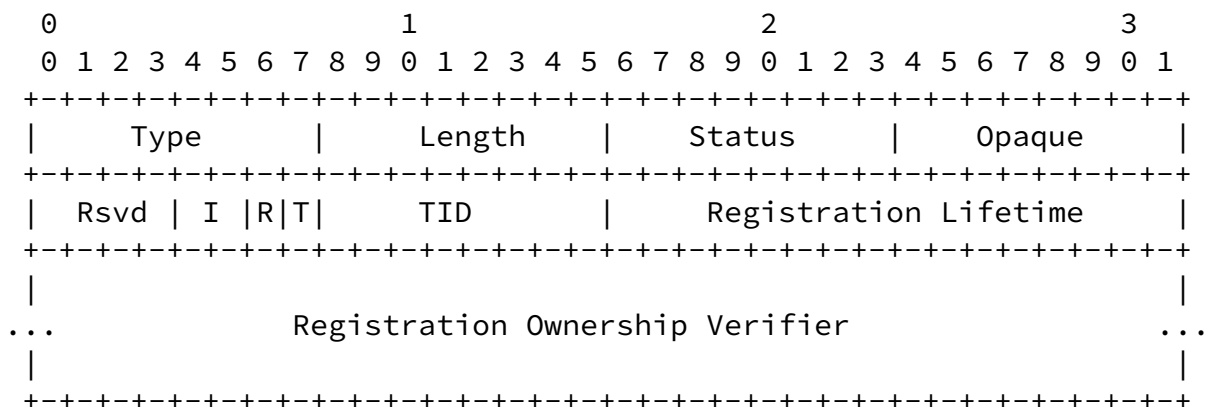 0                   1                   2                   3
 0 1 2 3 4 5 6 7 8 9 0 1 2 3 4 5 6 7 8 9 0 1 2 3 4 5 6 7 8 9 0 1
+-+-+-+-+-+-+-+-+-+-+-+-+-+-+-+-+-+-+-+-+-+-+-+-+-+-+-+-+-+-+-+-+
|     Type      |     Length    |    Status     |    Opaque     |
+-+-+-+-+-+-+-+-+-+-+-+-+-+-+-+-+-+-+-+-+-+-+-+-+-+-+-+-+-+-+-+-+
|  Rsvd | I |R|T|     TID       |     Registration Lifetime     |
+-+-+-+-+-+-+-+-+-+-+-+-+-+-+-+-+-+-+-+-+-+-+-+-+-+-+-+-+-+-+-+-+
|                                                               |
...             Registration Ownership Verifier                 ...
|                                                               |
+-+-+-+-+-+-+-+-+-+-+-+-+-+-+-+-+-+-+-+-+-+-+-+-+-+-+-+-+-+-+-+-+